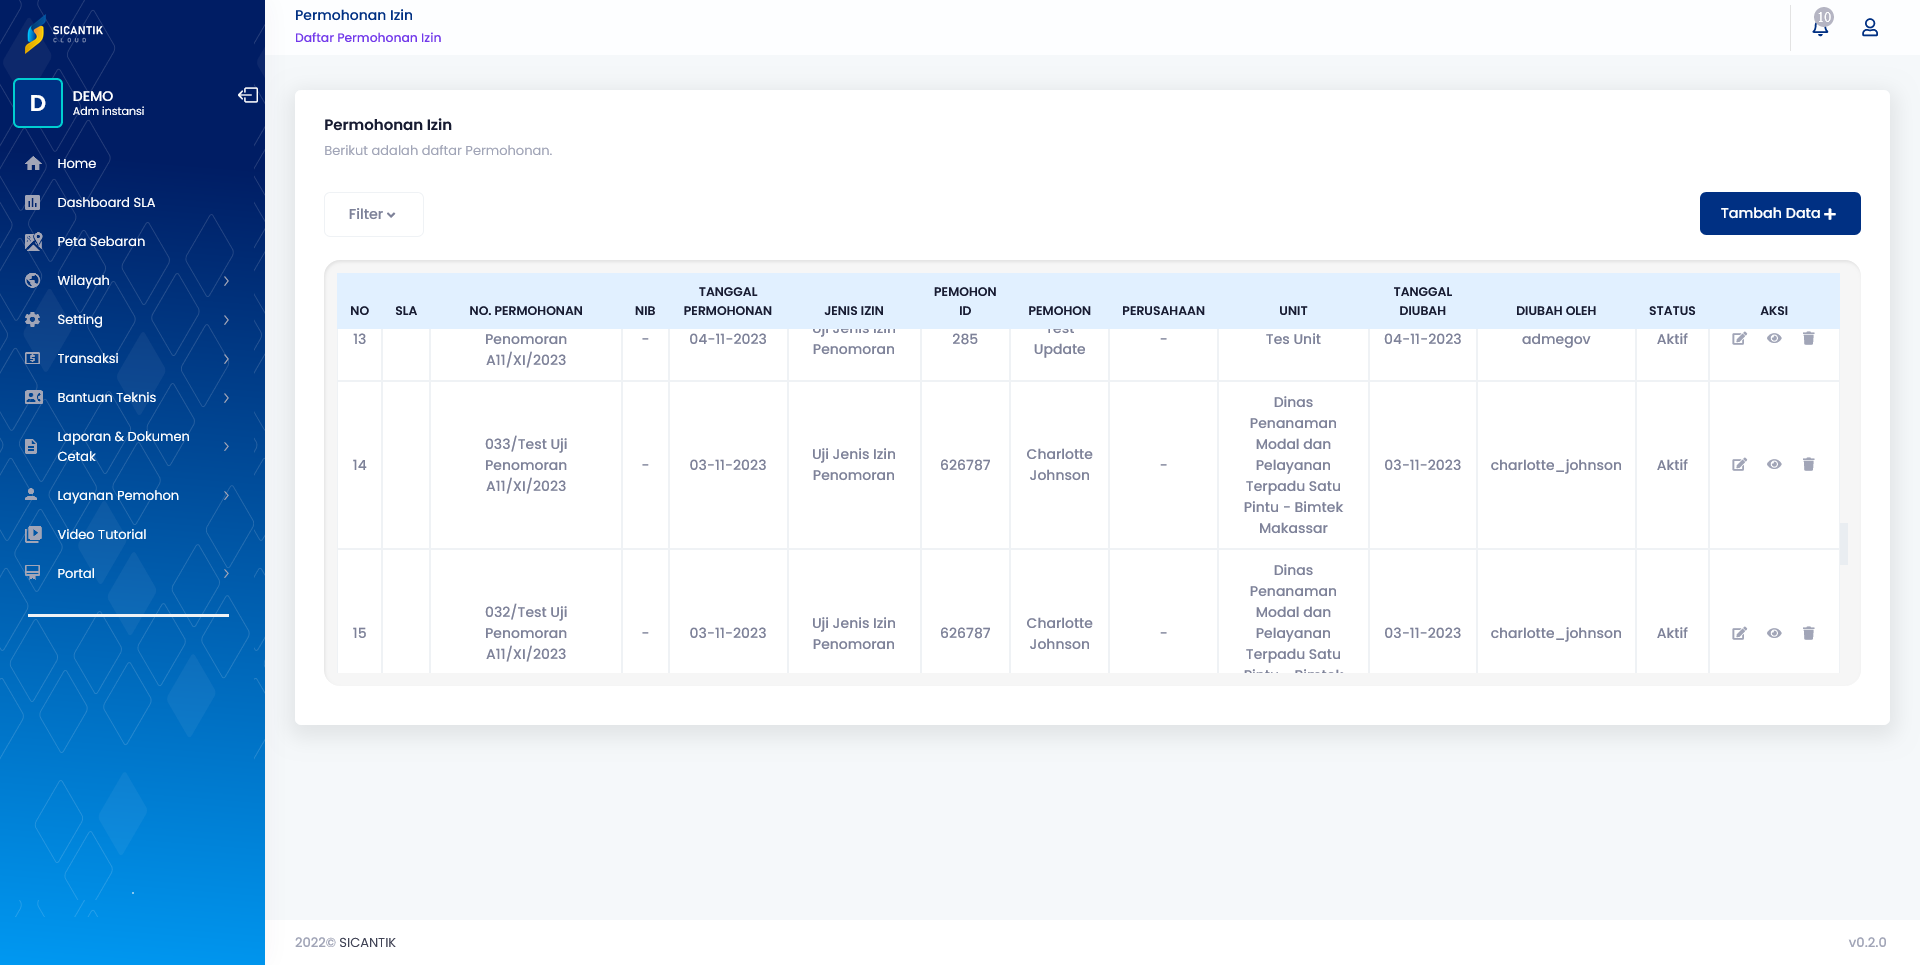 SICANTIK
CLOUD
D
DEMO
Adm instansi
Home
Dashboard SLA
Peta Sebaran
Wilayah
Setting
Transaksi
Bantuan Teknis
Laporan & Dokumen
Cetak
Layanan Pemohon
Video Tutorial
Portal
Permohonan Izin
Daftar Permohonan Izin
10
Permohonan Izin
Berikut adalah daftar Permohonan.
Filter
Tambah Data
NO SLA NO. PERMOHONAN NIB TANGGAL PERMOHONAN JENIS IZIN PEMOHON ID PEMOHON PERUSAHAAN UNIT TANGGAL DIUBAH DIUBAH OLEH STATUS AKSI
13 Penomoran A11/XI/2023 - 04-11-2023 Uji Jenis Izin Penomoran 285 Test Update - Tes Unit 04-11-2023 admegov Aktif
14 033/Test Uji Penomoran A11/XI/2023 - 03-11-2023 Uji Jenis Izin Penomoran 626787 Charlotte Johnson - Dinas Penanaman Modal dan Pelayanan Terpadu Satu Pintu - Bimtek Makassar 03-11-2023 charlotte_johnson Aktif
15 032/Test Uji Penomoran A11/XI/2023 - 03-11-2023 Uji Jenis Izin Penomoran 626787 Charlotte Johnson - Dinas Penanaman Modal dan Pelayanan Terpadu Satu Pintu - Bimtek 03-11-2023 charlotte_johnson Aktif
2022© SICANTIK
v0.2.0